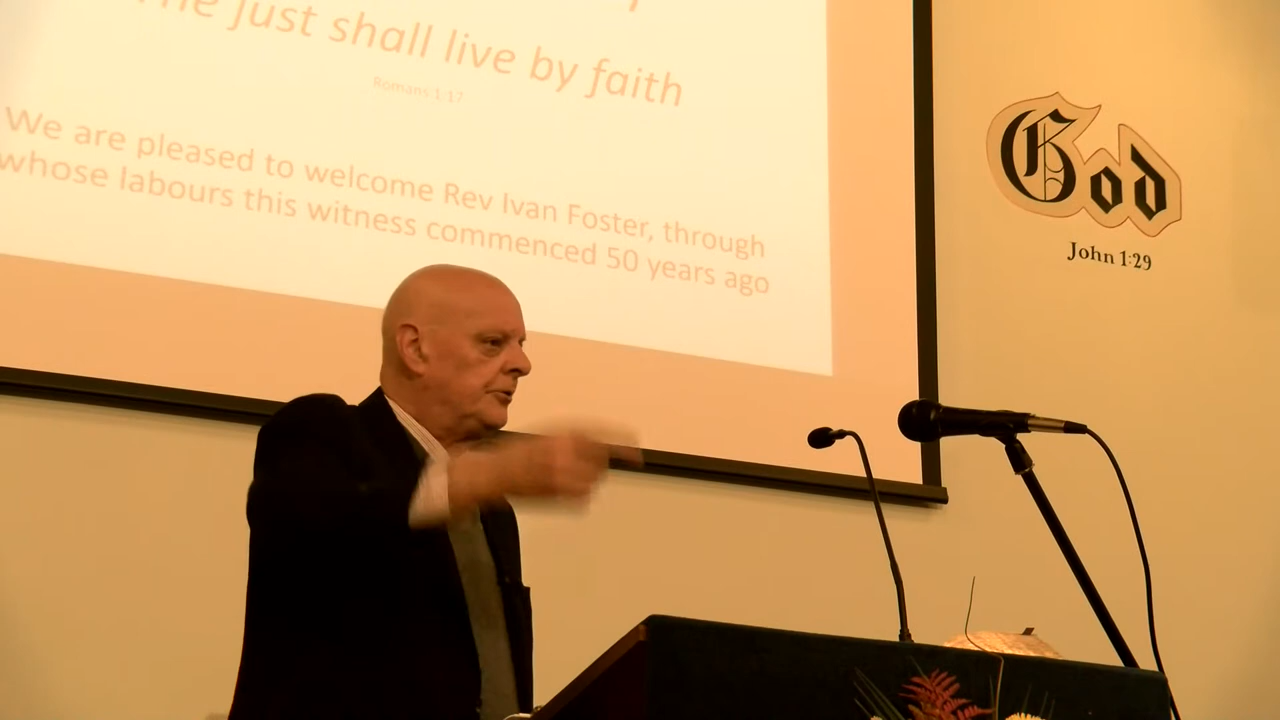 The Just shall live by faith
Romans 1:17
We are pleased to welcome Rev Ivan Foster, through
whose labours this witness commenced 50 years ago
God
John 1:29